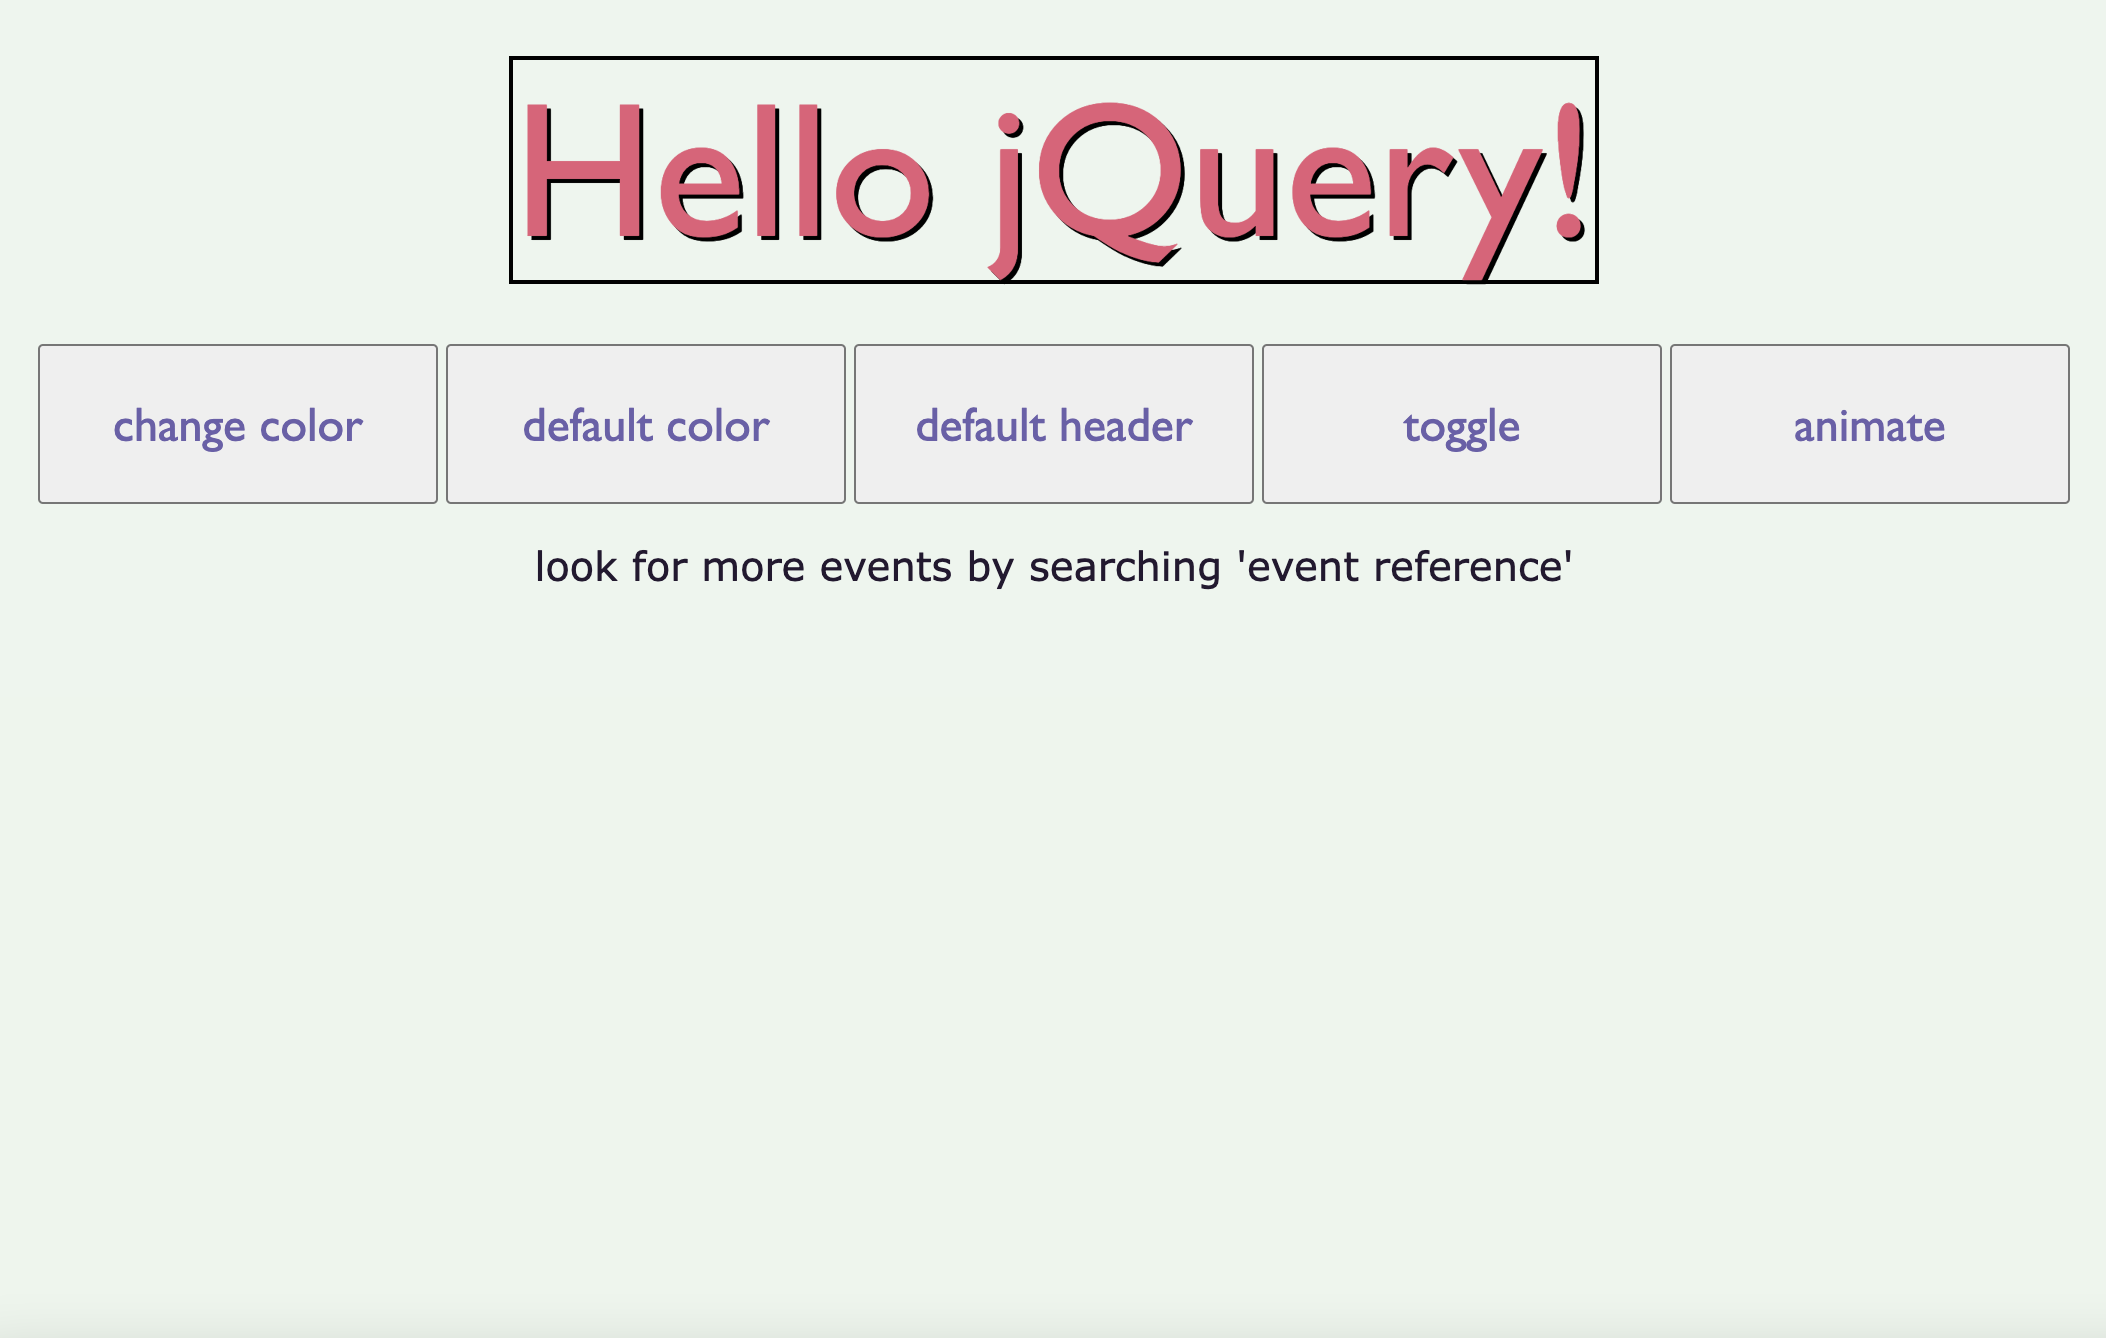 Hello jQuery!
change color default color default header toggle animate
look for more events by searching 'event reference'